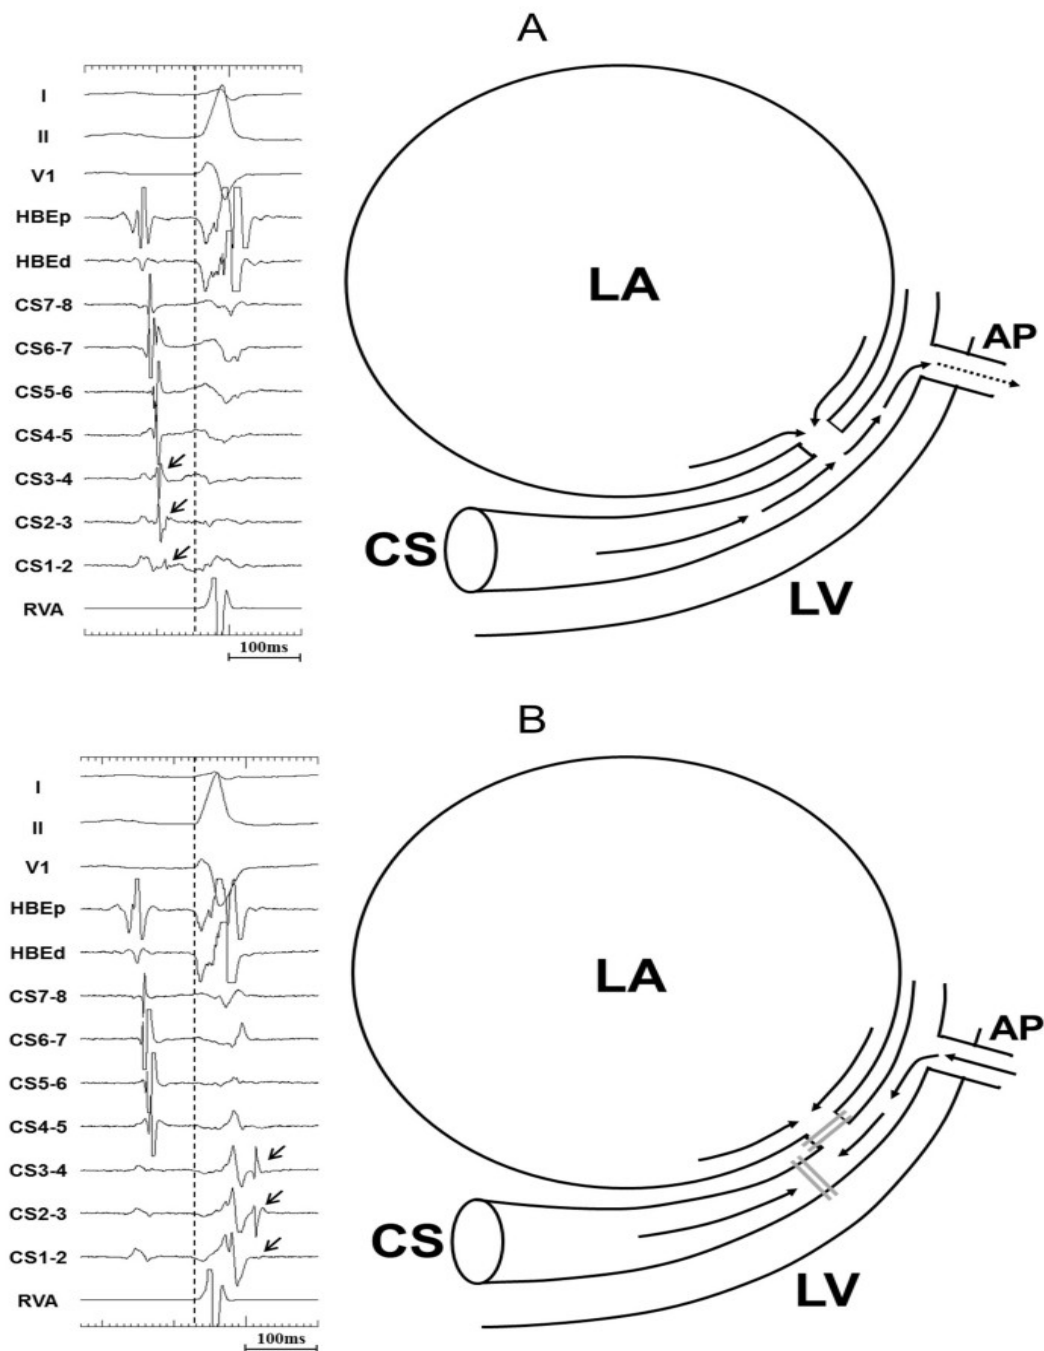 A
I
II
V1
HBEp
HBEd
CS7-8
CS6-7
CS5-6
CS4-5
CS3-4
CS2-3
CS1-2
RVA
100ms
LA
AP
CS
LV
B
I
II
V1
HBEp
HBEd
CS7-8
CS6-7
CS5-6
CS4-5
CS3-4
CS2-3
CS1-2
RVA
100ms
LA
AP
CS
LV